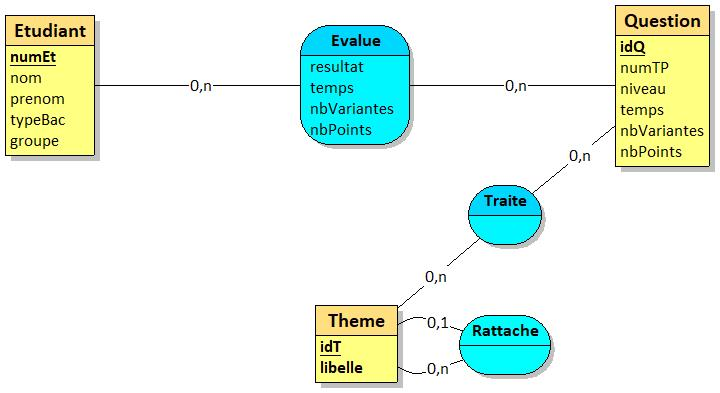 Etudiant
numEt
nom
prenom
typeBac
groupe
0,n
Evalue
resultat
temps
nbVariantes
nbPoints
0,n
Question
idQ
numTP
niveau
temps
nbVariantes
nbPoints
0,n
Traite
0,n
Theme
idT
libelle
0,1
0,n
Rattache